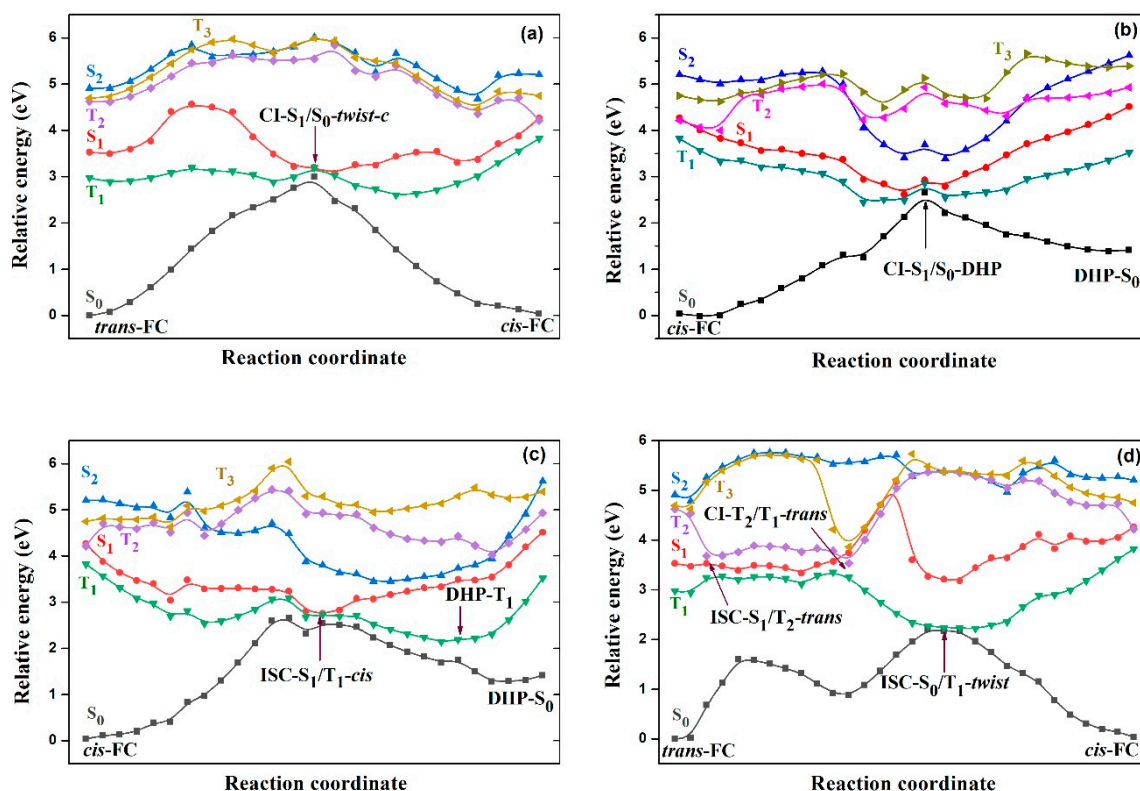 (a)
Relative energy (eV)
6
5
4
3
2
1
0
S2
T3
T2
S1
T1
S0
CI-S1/S0-twist-c
trans-FC
cis-FC
Reaction coordinate
(b)
Relative energy (eV)
6
5
4
3
2
1
0
T3
S2
T2
S1
T1
S0
CI-S1/S0-DHP
DHP-S0
cis-FC
Reaction coordinate
(c)
Relative energy (eV)
6
5
4
3
2
1
0
T3
S2
T2
S1
T1
S0
DHP-T1
ISC-S1/T1-cis
DHP-S0
cis-FC
Reaction coordinate
(d)
Relative energy (eV)
6
5
4
3
2
1
0
S2
T3
T2
S1
T1
S0
CI-T2/T1-trans
ISC-S1/T2-trans
ISC-S0/T1-twist
trans-FC
cis-FC
Reaction coordinate